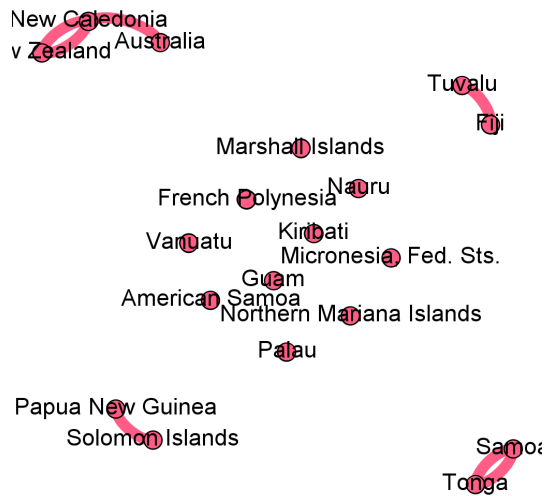 New Caledonia
v Zealand
Australia
Tuvalu
Fiji
Marshall Islands
Nauru
French Polynesia
Kiribati
Vanuatu
Micronesia, Fed. Sts.
Guam
American Samoa
Northern Mariana Islands
Palau
Papua New Guinea
Solomon Islands
Samoa
Tonga